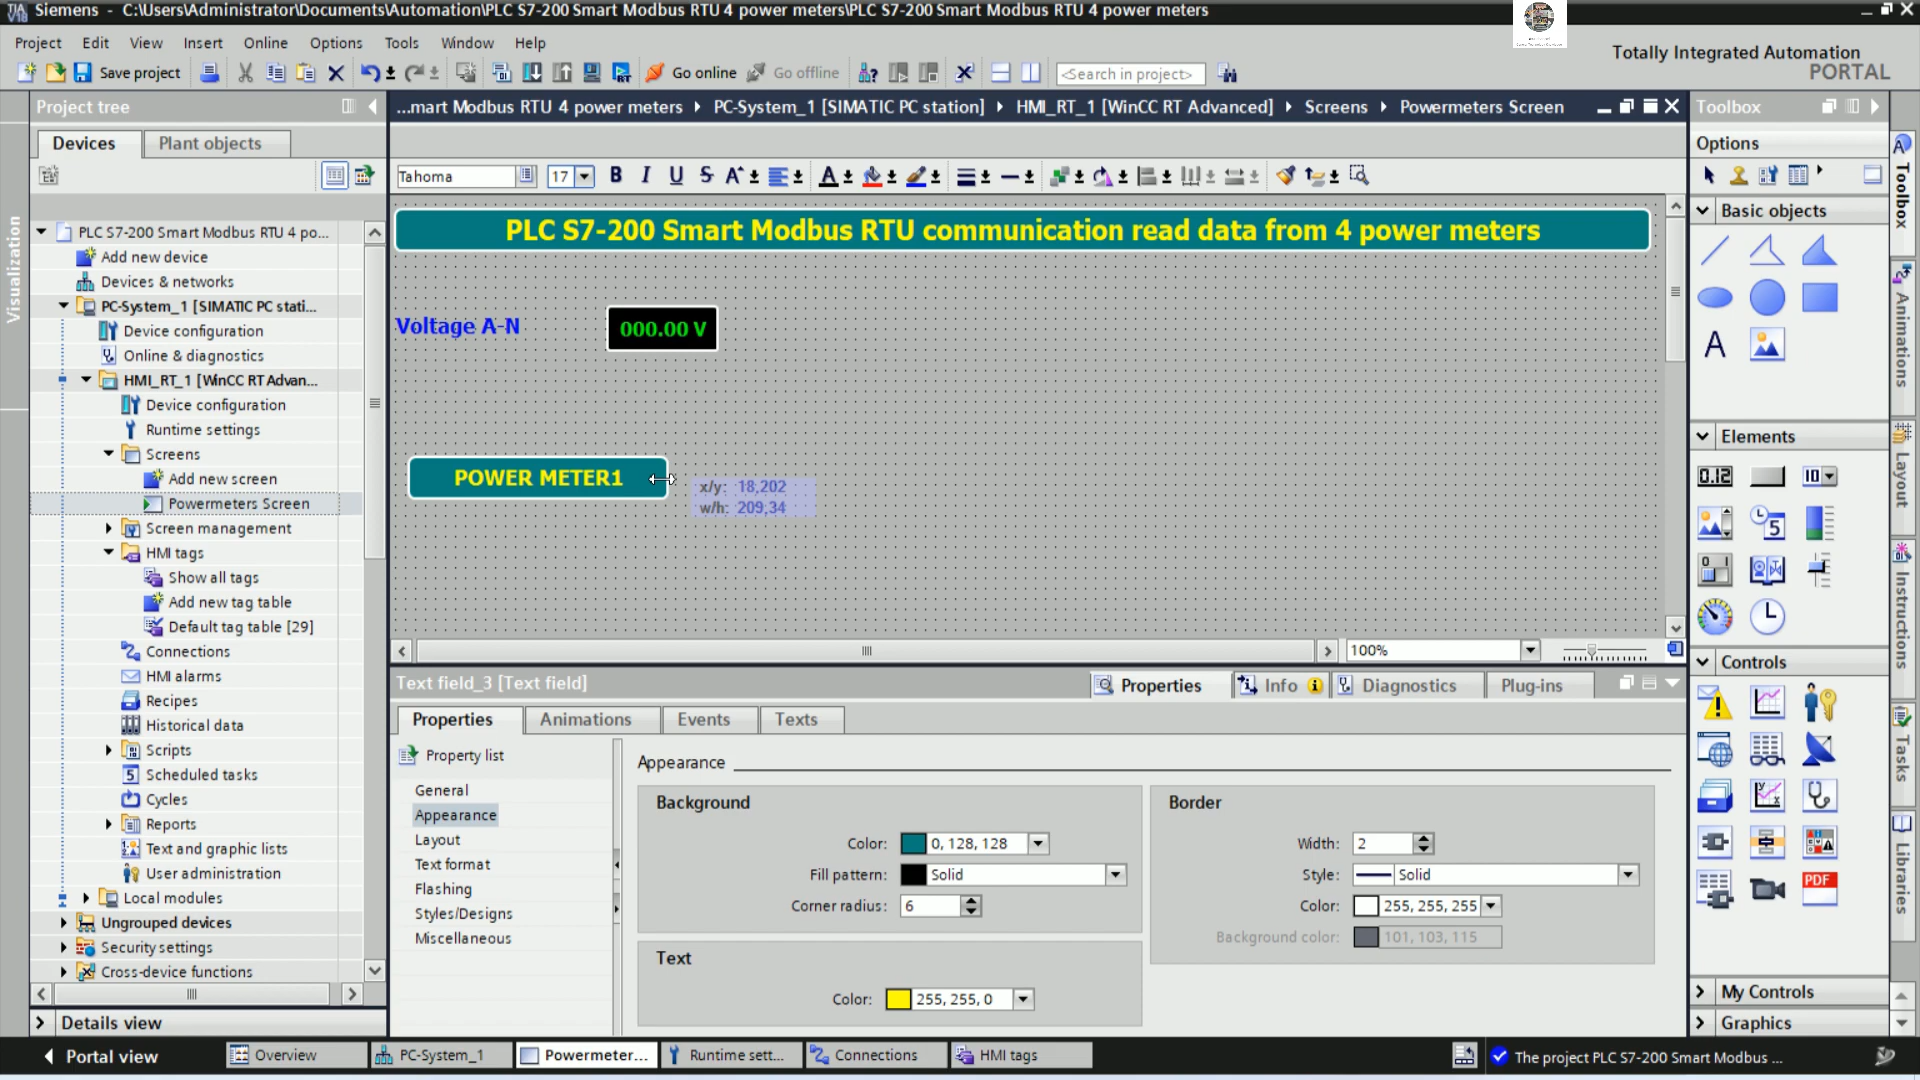 Siemens - C:\Users\Administrator\Documents\Automation\PLC S7-200 Smart Modbus RTU 4 power meters\PLC S7-200 Smart Modbus RTU 4 power meters
Project Edit View Insert Online Options Tools Window Help
Totally Integrated Automation
PORTAL
Save project
Go online
Go offline
<Search in project>
Project tree
...mart Modbus RTU 4 power meters
PC-System_1 [SIMATIC PC station]
HMI_RT_1 [WinCC RT Advanced]
Screens
Powermeters Screen
Toolbox
Devices
Plant objects
Options
Tahoma
17
Visualization
PLC S7-200 Smart Modbus RTU 4 po...
Add new device
Devices & networks
PC-System_1 [SIMATIC PC stati...
Device configuration
Online & diagnostics
HMI_RT_1 [WinCC RT Advan...
Device configuration
Runtime settings
Screens
Add new screen
Powermeters Screen
Screen management
HMI tags
Show all tags
Add new tag table
Default tag table [29]
Connections
HMI alarms
Recipes
Historical data
Scripts
Scheduled tasks
Cycles
Reports
Text and graphic lists
User administration
Local modules
Ungrouped devices
Security settings
Cross-device functions
Details view
PLC S7-200 Smart Modbus RTU communication read data from 4 power meters
Voltage A-N
000.00 V
POWER METER1
x/y: 18,202
w/h: 209,34
100%
Text field_3 [Text field]
Properties
Info
Diagnostics
Plug-ins
Properties
Animations
Events
Texts
Property list
General
Appearance
Layout
Text format
Flashing
Styles/Designs
Miscellaneous
Appearance
Background
Color: 0, 128, 128
Fill pattern: Solid
Corner radius: 6
Text
Color: 255, 255, 0
Border
Width: 2
Style: Solid
Color: 255, 255, 255
Background color: 101, 103, 115
Basic objects
Elements
Controls
PDF
My Controls
Graphics
Toolbox
Animations
Layout
Instructions
Tasks
Libraries
Portal view
Overview
PC-System_1
Powermeter...
Runtime sett...
Connections
HMI tags
The project PLC S7-200 Smart Modbus ...